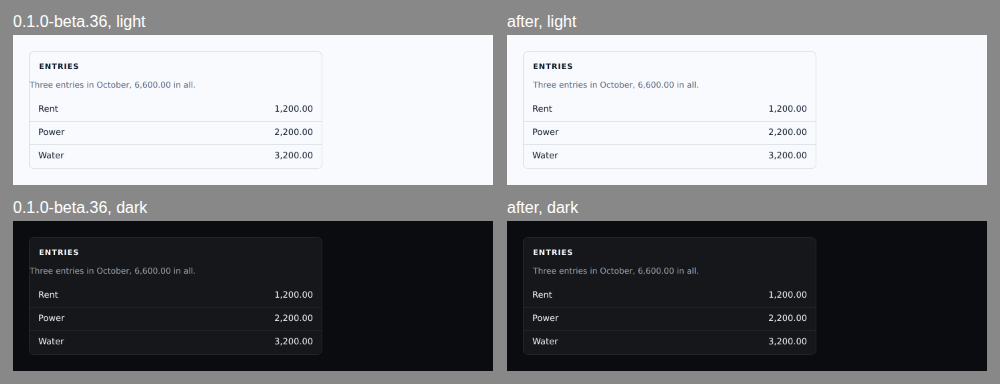 0.1.0-beta.36, light
ENTRIES
Three entries in October, 6,600.00 in all.
Rent 1,200.00
Power 2,200.00
Water 3,200.00
after, light
ENTRIES
Three entries in October, 6,600.00 in all.
Rent 1,200.00
Power 2,200.00
Water 3,200.00
0.1.0-beta.36, dark
ENTRIES
Three entries in October, 6,600.00 in all.
Rent 1,200.00
Power 2,200.00
Water 3,200.00
after, dark
ENTRIES
Three entries in October, 6,600.00 in all.
Rent 1,200.00
Power 2,200.00
Water 3,200.00